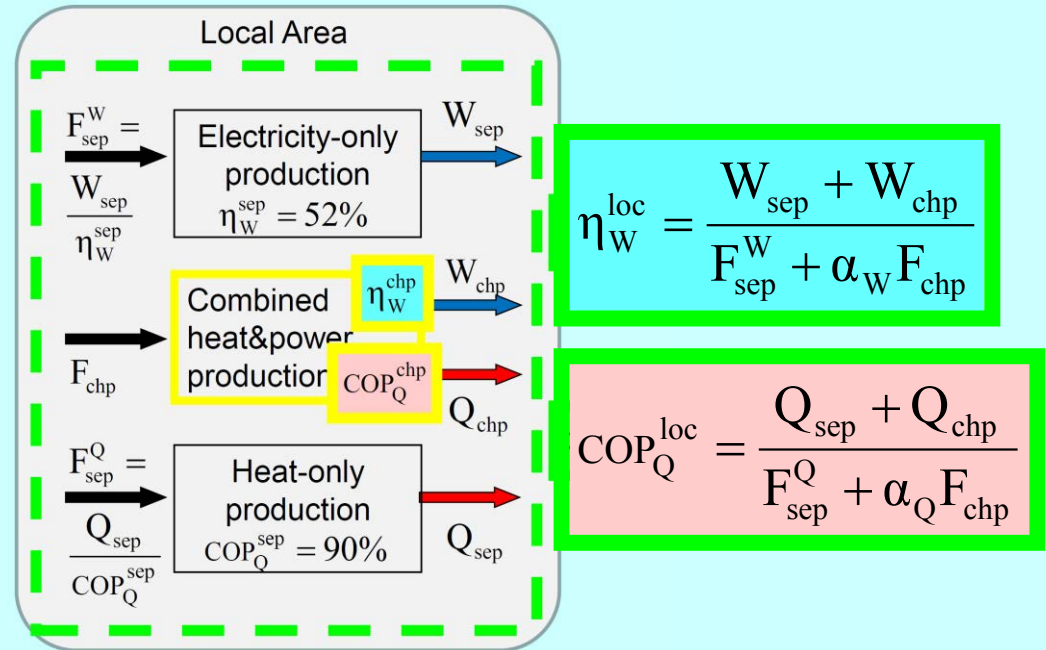 Local Area
F_sep^W =
W_sep
η_W^sep
Electricity-only
production
η_W^sep = 52%
W_sep
F_chp
Combined
heat&power
production
η_W^chp
COP_Q^chp
W_chp
Q_chp
F_sep^Q =
Q_sep
COP_Q^sep
Heat-only
production
COP_Q^sep = 90%
Q_sep
η_W^loc = (W_sep + W_chp) / (F_sep^W + α_W F_chp)
COP_Q^loc = (Q_sep + Q_chp) / (F_sep^Q + α_Q F_chp)